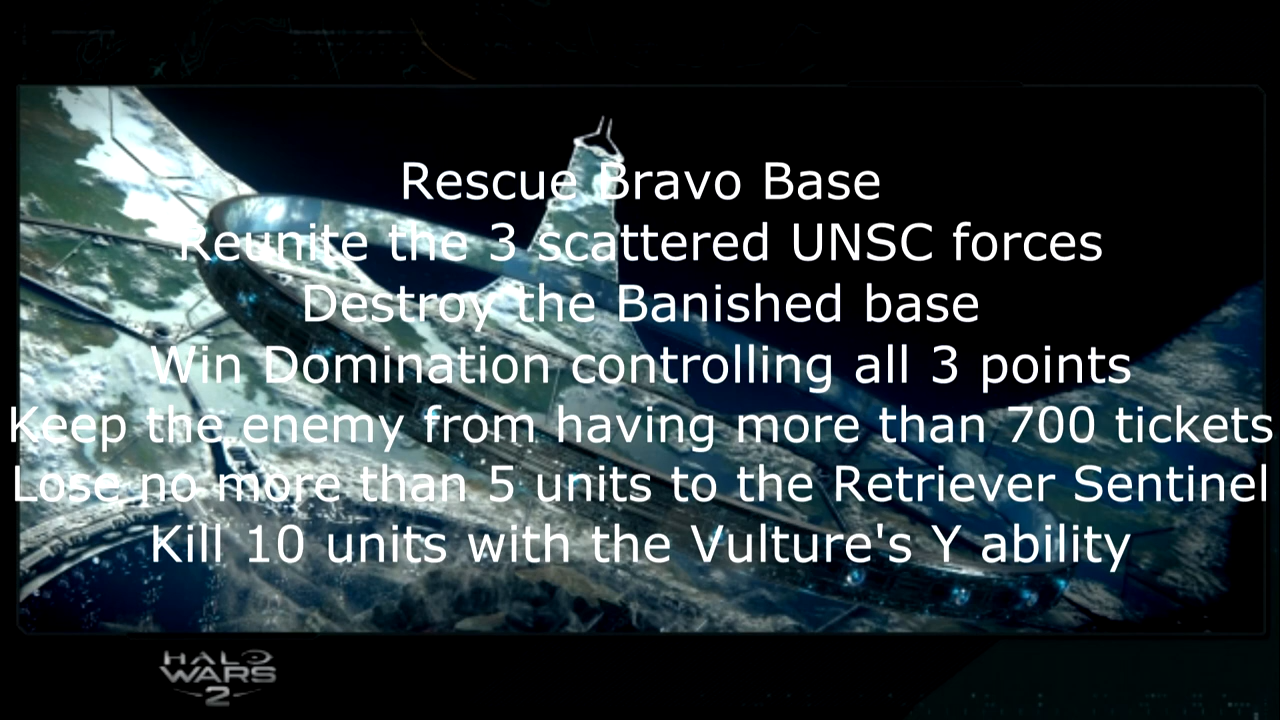 Rescue Bravo Base
Reunite the 3 scattered UNSC forces
Destroy the Banished base
Win Domination controlling all 3 points
Keep the enemy from having more than 700 tickets
Lose no more than 5 units to the Retriever Sentinel
Kill 10 units with the Vulture's Y ability
HALO
WARS
2